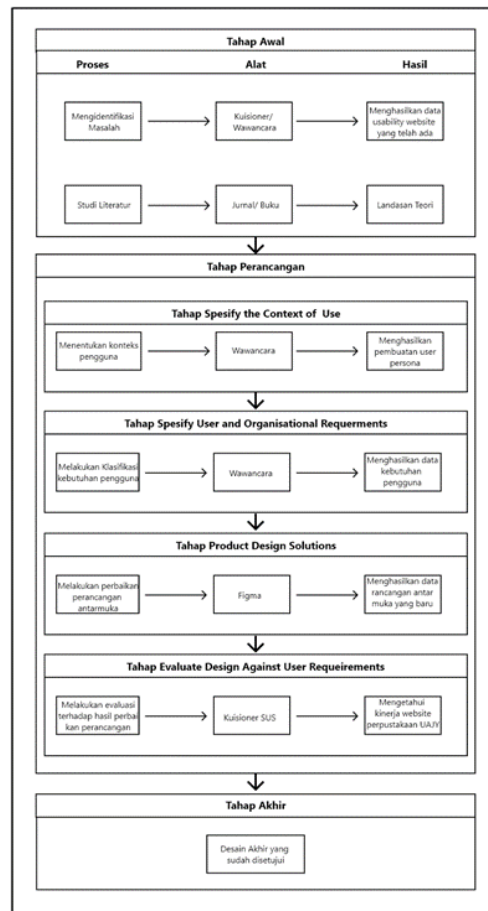 Tahap Awal
Proses
Alat
Hasil
Mengidentifikasi
Masalah
Kuisioner/
Wawancara
Menghasilkan data
usability website
yang telah ada
Studi Literatur
Jurnal/ Buku
Landasan Teori
Tahap Perancangan
Tahap Spesify the Context of Use
Menentukan konteks
pengguna
Wawancara
Menghasilkan
pembuatan user
persona
Tahap Spesify User and Organisational Requerments
Melakukan Klasifikasi
kebutuhan pengguna
Wawancara
Menghasilkan data
kebutuhan
pengguna
Tahap Product Design Solutions
Melakukan perbaikan
perancangan
antarmuka
Figma
Menghasilkan data
rancangan antar
muka yang baru
Tahap Evaluate Design Against User Requeirements
Melakukan evaluasi
terhadap hasil perbai
kan perancangan
Kuisioner SUS
Mengetahui
kinerja website
perpustakaan UAJY
Tahap Akhir
Desain Akhir yang
sudah disetujui